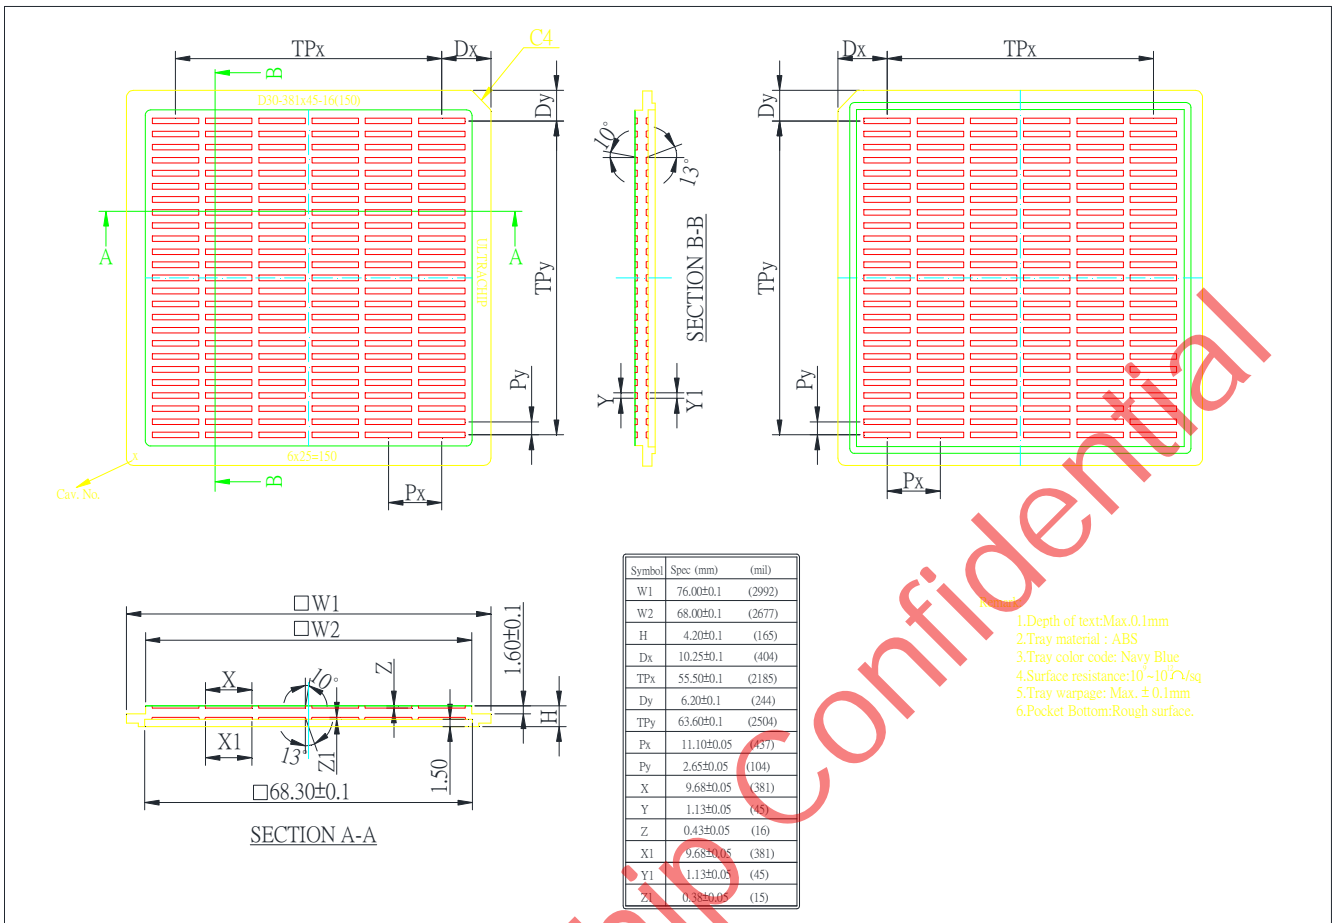 TPx
Dx
C4
B
D30-381x45-16(150)
Dy
A
A
ULTRACHIP
TPy
Py
6x25=150
Cav. No.
B
Px
10°
13°
SECTION B-B
Y
Y1
Dx
TPx
Dy
TPy
Py
Px
□W1
□W2
1.60±0.1
X
10°
Z
H
X1
13°
Z1
1.50
□68.30±0.1
SECTION A-A
Symbol Spec (mm) (mil)
W1 76.00±0.1 (2992)
W2 68.00±0.1 (2677)
H 4.20±0.1 (165)
Dx 10.25±0.1 (404)
TPx 55.50±0.1 (2185)
Dy 6.20±0.1 (244)
TPy 63.60±0.1 (2504)
Px 11.10±0.05 (437)
Py 2.65±0.05 (104)
X 9.68±0.05 (381)
Y 1.13±0.05 (45)
Z 0.43±0.05 (16)
X1 9.68±0.05 (381)
Y1 1.13±0.05 (45)
Z1 0.38±0.05 (15)
1.Depth of text:Max.0.1mm
2.Tray material : ABS
3.Tray color code: Navy Blue
4.Surface resistance:
5.Tray warpage: Max. ±0.1mm
6.Pocket Bottom:Rough surface.
hip Confidential